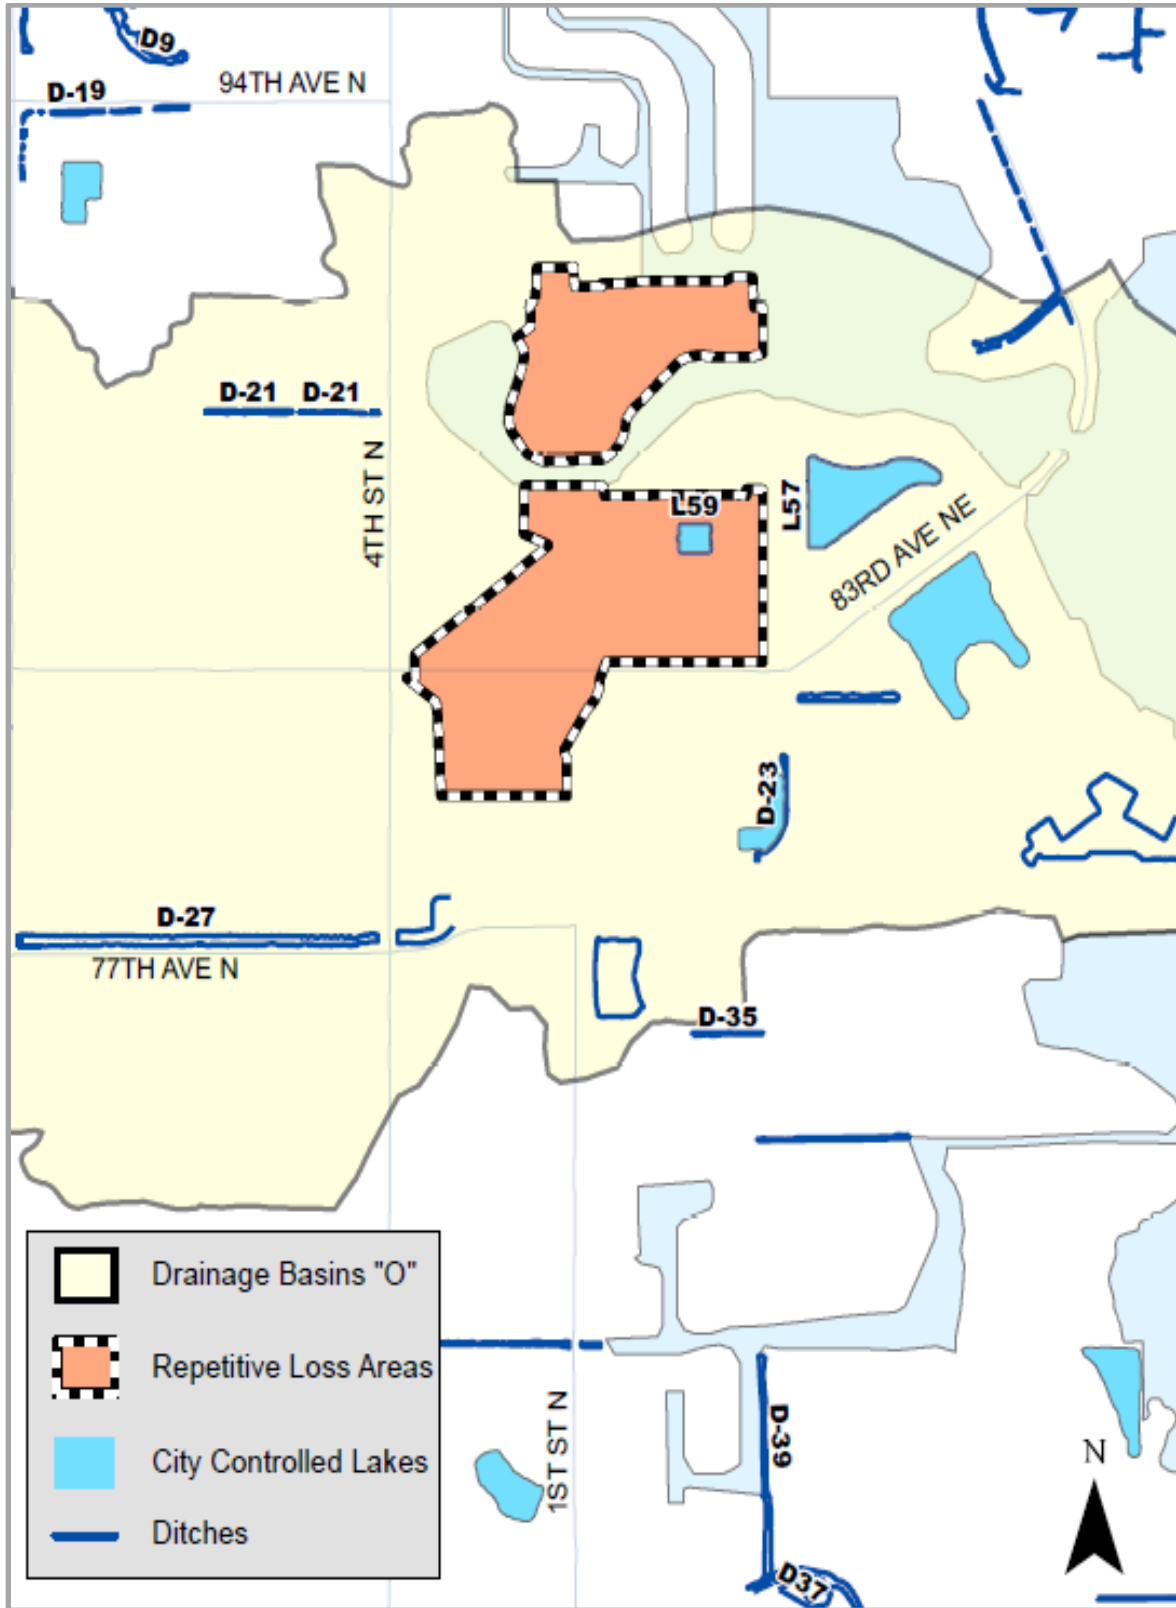 D9
94TH AVE N
D-19
D-21 D-21
4TH ST N
L59
L57
83RD AVE NE
D-23
D-27
77TH AVE N
D-35
Drainage Basins "O"
Repetitive Loss Areas
City Controlled Lakes
Ditches
1ST ST N
D-39
N
D37